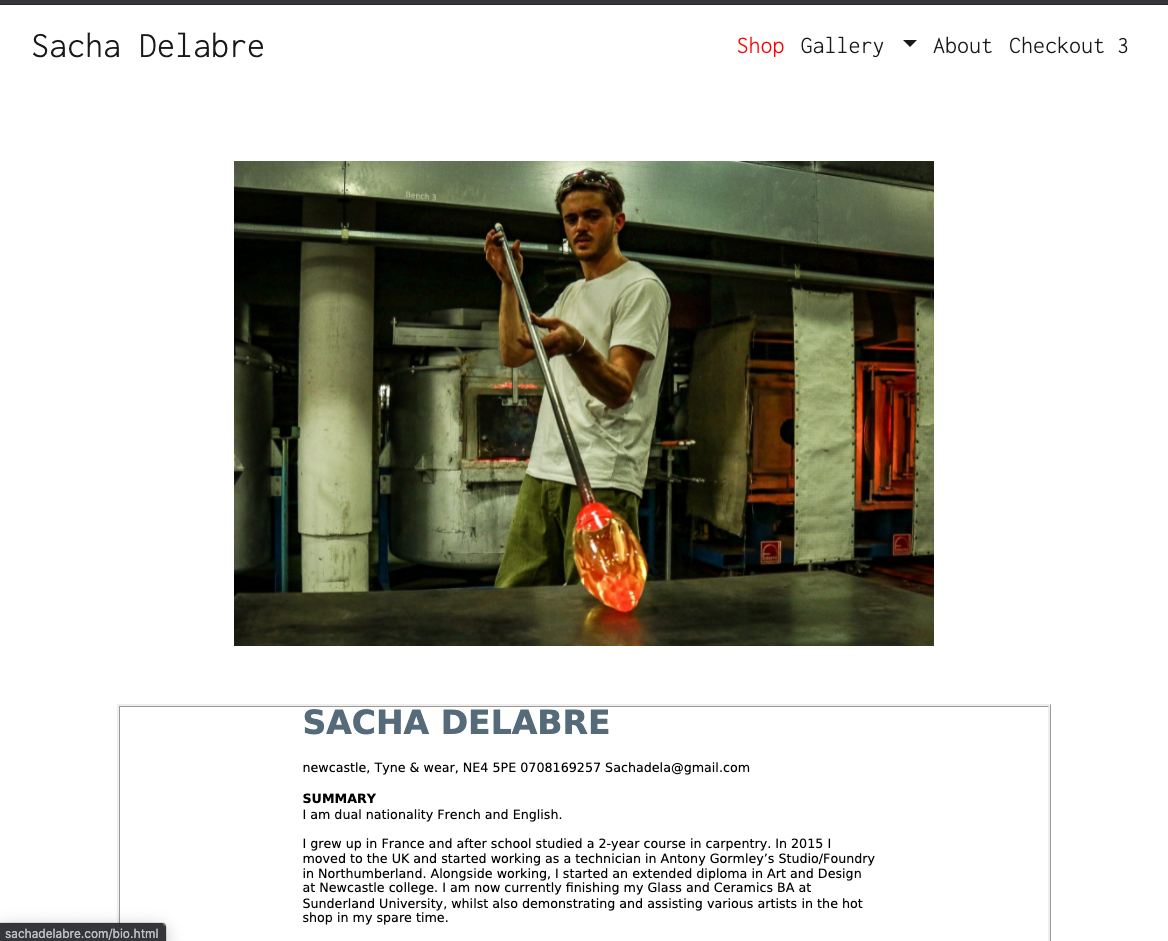 Sacha Delabre
Shop Gallery About Checkout 3
Bench 3
SACHA DELABRE
newcastle, Tyne & wear, NE4 5PE 0708169257 Sachadela@gmail.com
SUMMARY
I am dual nationality French and English.
I grew up in France and after school studied a 2-year course in carpentry. In 2015 I
moved to the UK and started working as a technician in Antony Gormley’s Studio/Foundry
in Northumberland. Alongside working, I started an extended diploma in Art and Design
at Newcastle college. I am now currently finishing my Glass and Ceramics BA at
Sunderland University, whilst also demonstrating and assisting various artists in the hot
shop in my spare time.
sachadelabre.com/bio.html